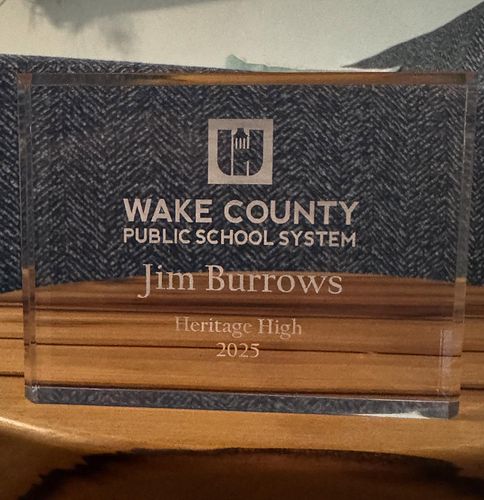 WAKE COUNTY
PUBLIC SCHOOL SYSTEM
Jim Burrows
Heritage High
2025